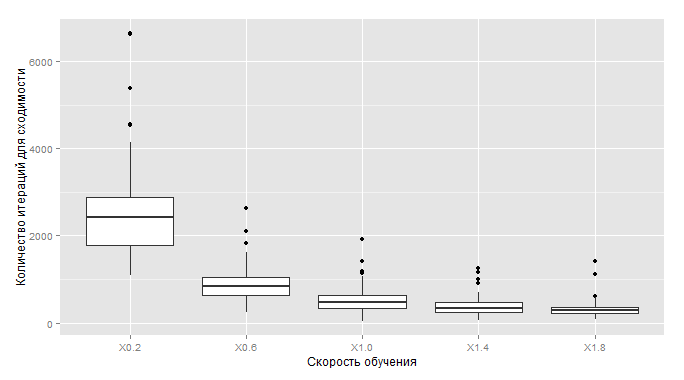 Количество итераций для сходимости
6000
4000
2000
0
X0.2 X0.6 X1.0 X1.4 X1.8
Скорость обучения